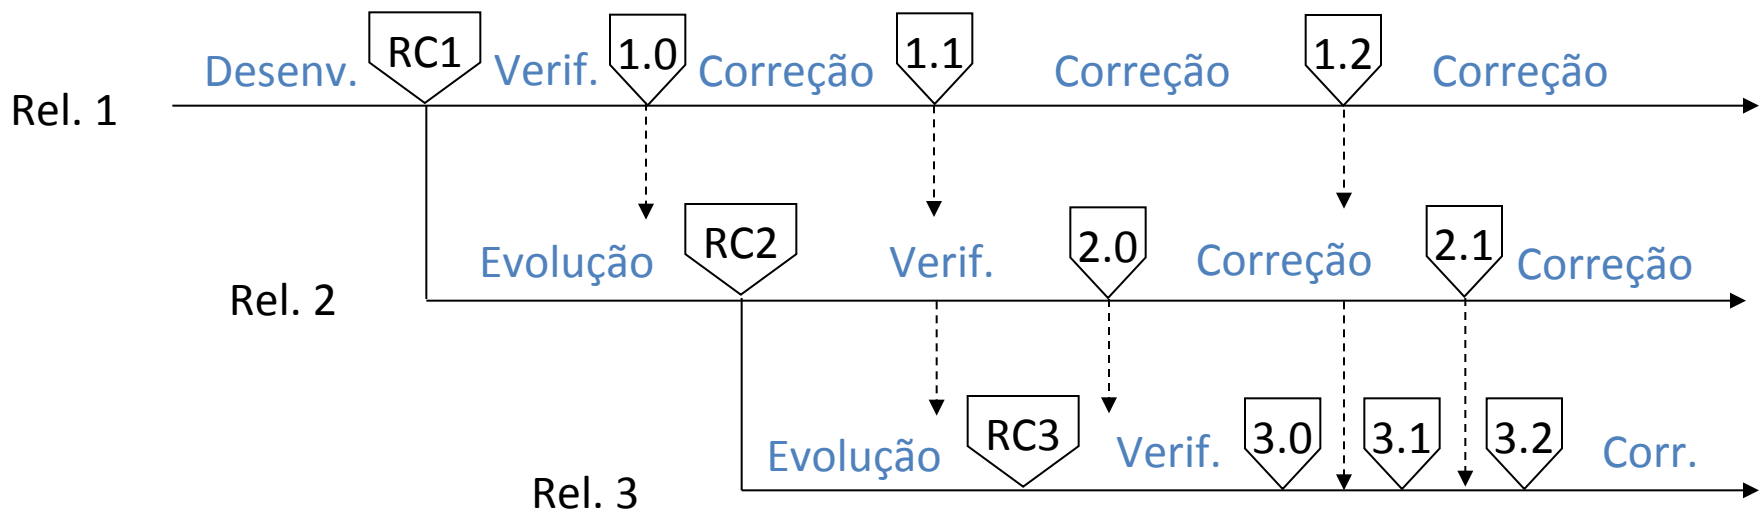 Desenv. RC1 Verif. 1.0 Correção 1.1 Correção 1.2 Correção
Rel. 1
Evolução RC2 Verif. 2.0 Correção 2.1 Correção
Rel. 2
Evolução RC3 Verif. 3.0 3.1 3.2 Corr.
Rel. 3